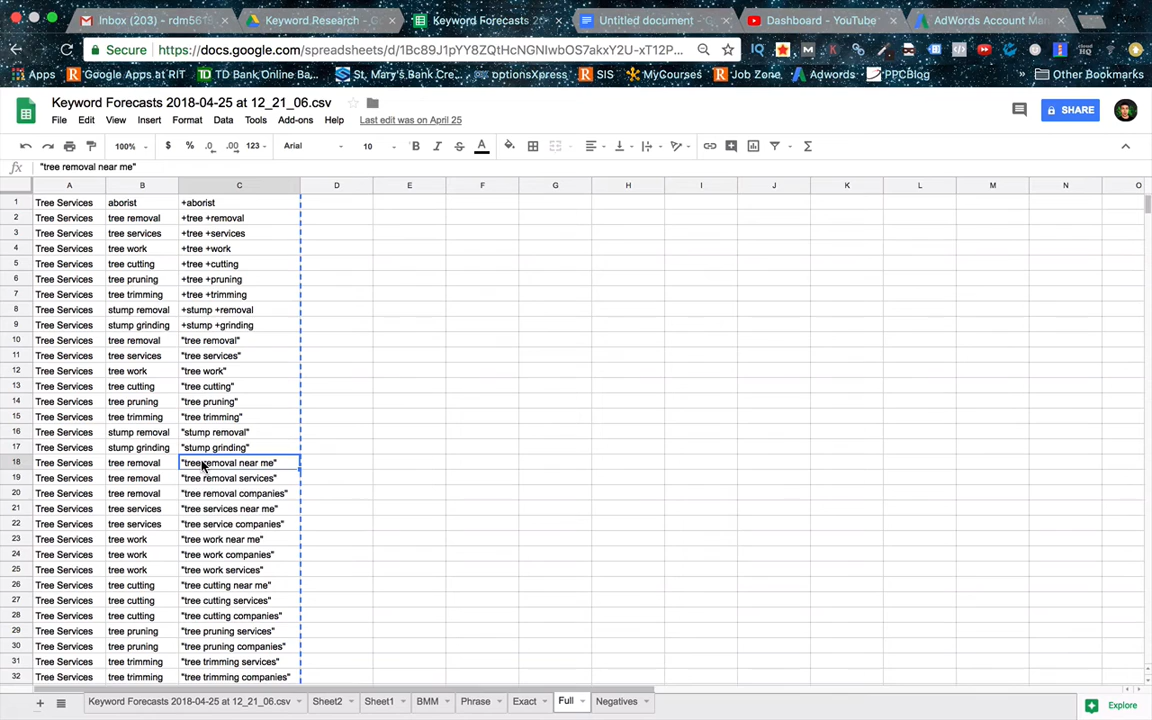 Inbox (203) - rdm561
Keyword Research - G
Keyword Forecasts 2
Untitled document - G
Dashboard - YouTube
AdWords Account M
Secure
https://docs.google.com/spreadsheets/d/1Bc89J1pYY8ZQtHcNGNIwbOS7akxY2U-xT12P...
Apps
Google Apps at RIT
TD Bank Online Ba...
St. Mary's Bank Cre...
optionsXpress
SIS
MyCourses
Job Zone
Adwords
PPCBlog
»
Other Bookmarks
Keyword Forecasts 2018-04-25 at 12_21_06.csv
SHARE
File Edit View Insert Format Data Tools Add-ons Help Last edit was on April 25
100% $ % .0 .00 123 Arial 10 B I S A Σ
fx "tree removal near me"
A B C D E F G H I J K L M N O
1 Tree Services aborist +aborist
2 Tree Services tree removal +tree +removal
3 Tree Services tree services +tree +services
4 Tree Services tree work +tree +work
5 Tree Services tree cutting +tree +cutting
6 Tree Services tree pruning +tree +pruning
7 Tree Services tree trimming +tree +trimming
8 Tree Services stump removal +stump +removal
9 Tree Services stump grinding +stump +grinding
10 Tree Services tree removal "tree removal"
11 Tree Services tree services "tree services"
12 Tree Services tree work "tree work"
13 Tree Services tree cutting "tree cutting"
14 Tree Services tree pruning "tree pruning"
15 Tree Services tree trimming "tree trimming"
16 Tree Services stump removal "stump removal"
17 Tree Services stump grinding "stump grinding"
18 Tree Services tree removal "tree removal near me"
19 Tree Services tree removal "tree removal services"
20 Tree Services tree removal "tree removal companies"
21 Tree Services tree services "tree services near me"
22 Tree Services tree services "tree service companies"
23 Tree Services tree work "tree work near me"
24 Tree Services tree work "tree work companies"
25 Tree Services tree work "tree work services"
26 Tree Services tree cutting "tree cutting near me"
27 Tree Services tree cutting "tree cutting services"
28 Tree Services tree cutting "tree cutting companies"
29 Tree Services tree pruning "tree pruning services"
30 Tree Services tree pruning "tree pruning companies"
31 Tree Services tree trimming "tree trimming services"
32 Tree Services tree trimming "tree trimming companies"
Keyword Forecasts 2018-04-25 at 12_21_06.csv Sheet2 Sheet1 BMM Phrase Exact Full Negatives
Explore